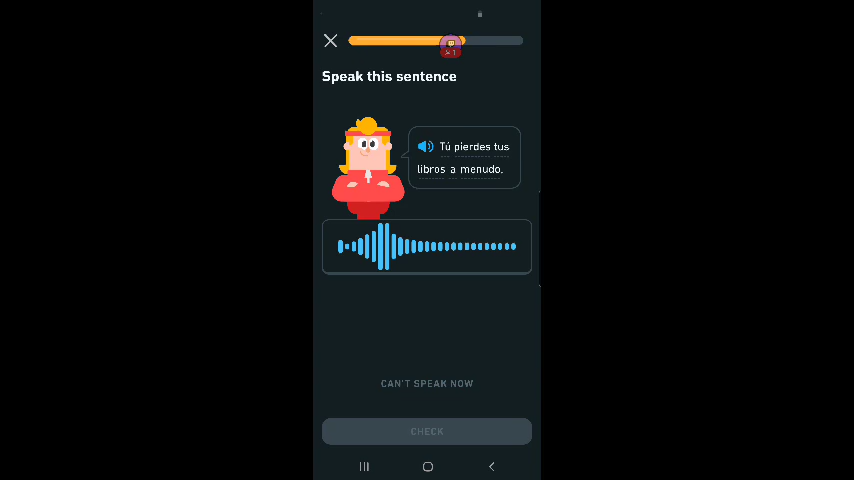 Speak this sentence
Tú pierdes tus
libros a menudo.
CAN'T SPEAK NOW
CHECK